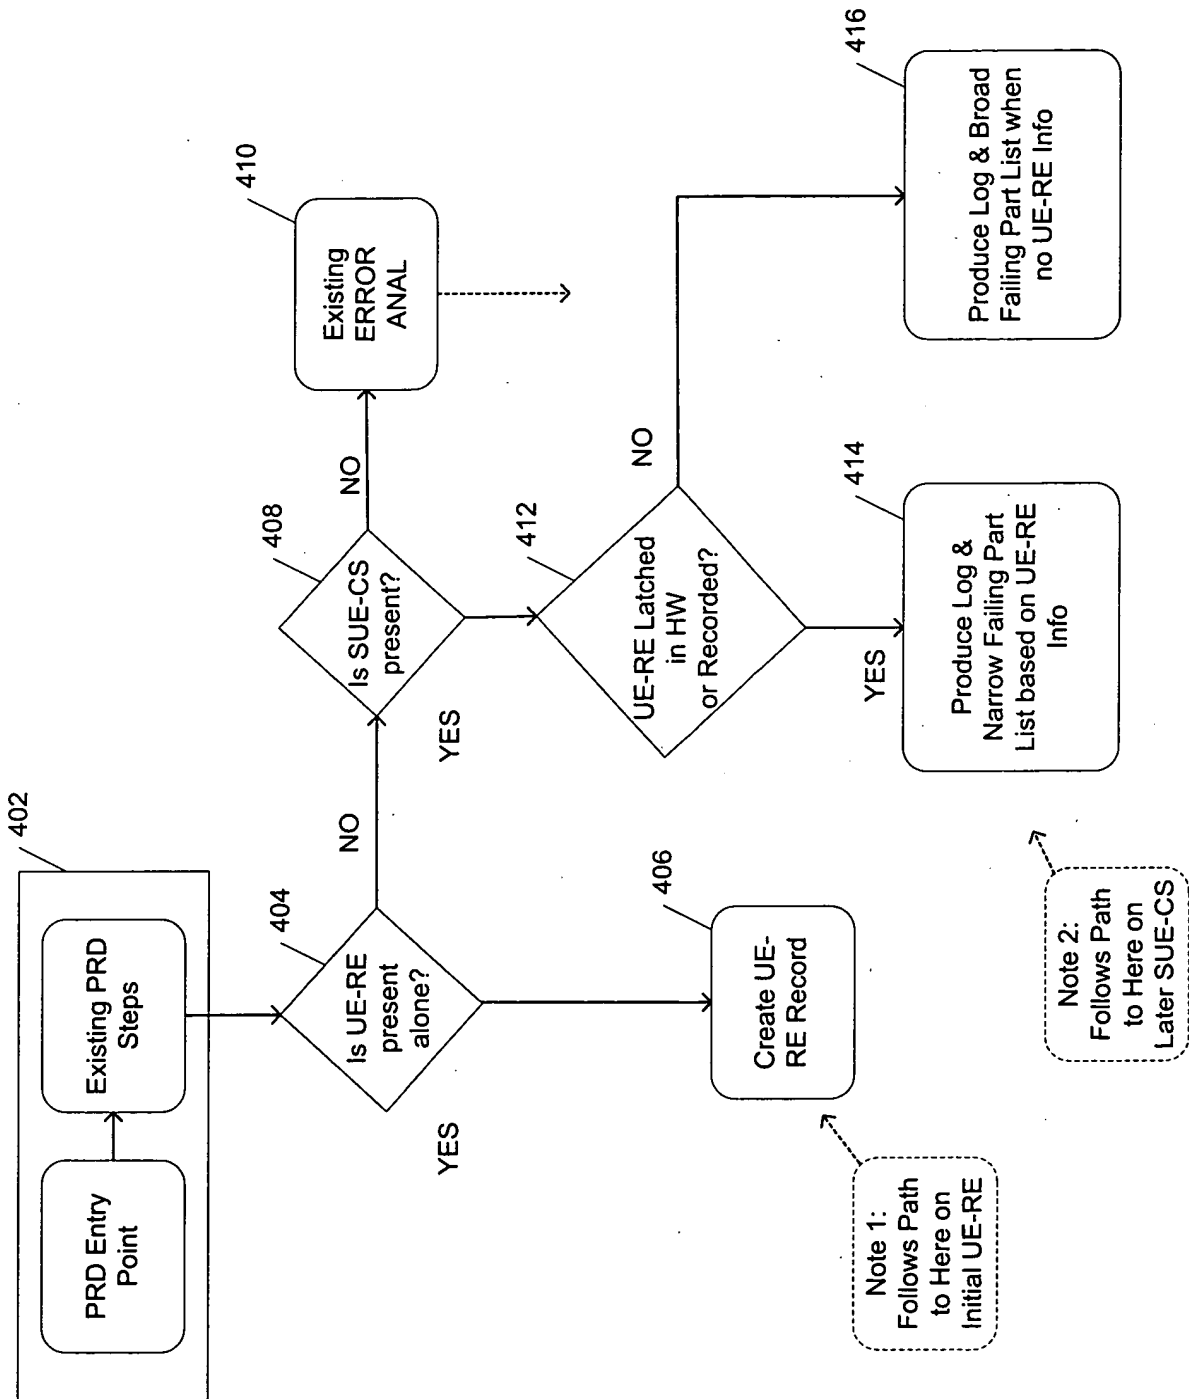 402
PRD Entry
Point
Existing PRD
Steps
404
Is UE-RE
present
alone?
NO
YES
406
Create UE-
RE Record
Note 1:
Follows Path
to Here on
Initial UE-RE
408
Is SUE-CS
present?
NO
YES
410
Existing
ERROR
ANAL
412
UE-RE Latched
in HW
or Recorded?
NO
YES
414
Produce Log &
Narrow Failing Part
List based on UE-RE
Info
Note 2:
Follows Path
to Here on
Later SUE-CS
416
Produce Log & Broad
Failing Part List when
no UE-RE Info